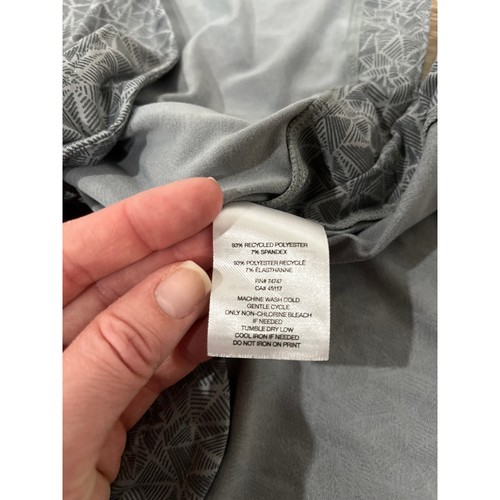 93% RECYCLED POLYESTER
7% SPANDEX
93% POLYESTER RECYCLÉ
7% ÉLASTHANNE
RN# 74747
CA# 45117
MACHINE WASH COLD
GENTLE CYCLE
ONLY NON-CHLORINE BLEACH
IF NEEDED
TUMBLE DRY LOW
COOL IRON IF NEEDED
DO NOT IRON ON PRINT